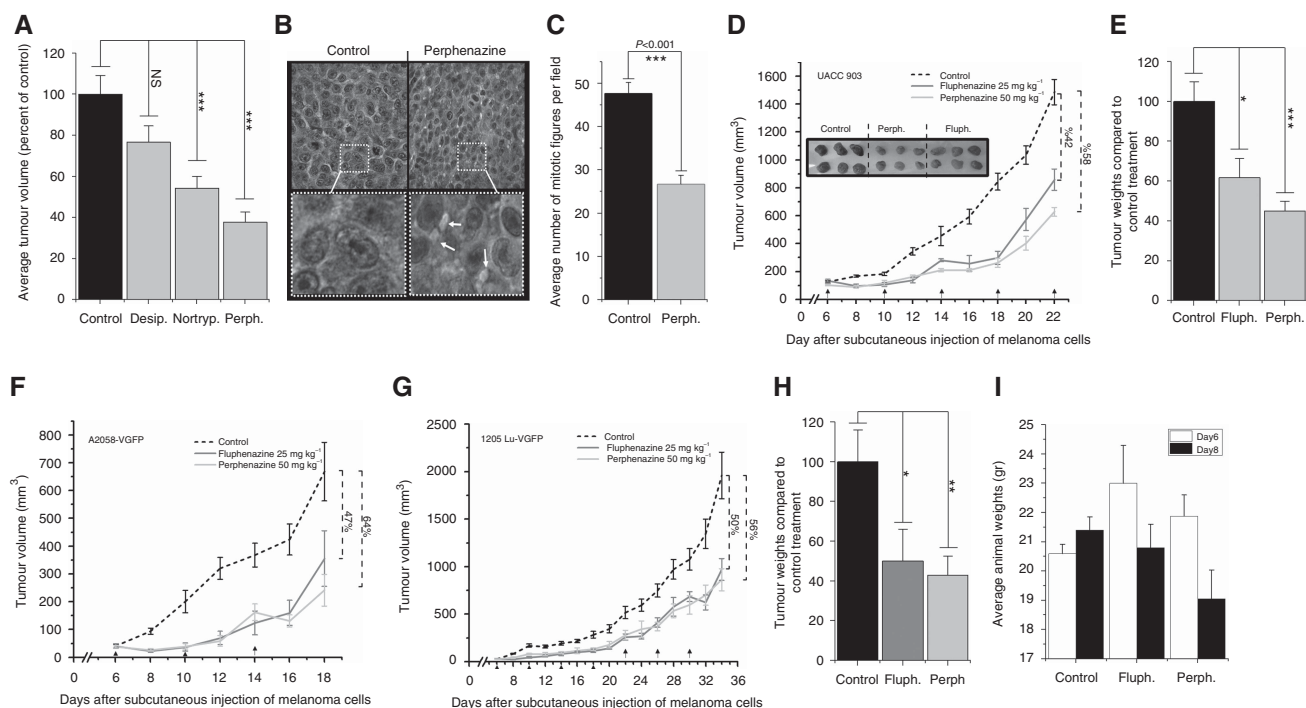 A
Average tumour volume (percent of control)
120
100
80
60
40
20
0
NS
***
***
Control Desip. Nortryp. Perph.
B
Control Perphenazine
C
P<0.001
***
Average number of mitotic figures per field
50
40
30
20
10
0
Control Perph.
D
UACC 903
Control
Fluphenazine 25 mg kg⁻¹
Perphenazine 50 mg kg⁻¹
Control Perph. Fluph.
Tumour volume (mm³)
1600
1400
1200
1000
800
600
400
200
0
%42
%58
0 6 8 10 12 14 16 18 20 22
Day after subcutaneous injection of melanoma cells
E
Tumour weights compared to
control treatment
120
100
80
60
40
20
0
*
***
Control Fluph. Perph.
F
A2058-VGFP
Control
Fluphenazine 25 mg kg⁻¹
Perphenazine 50 mg kg⁻¹
Tumour volume (mm³)
800
700
600
500
400
300
200
100
0
47%
64%
0 6 8 10 12 14 16 18
Days after subcutaneous injection of melanoma cells
G
1205 Lu-VGFP
Control
Fluphenazine 25 mg kg⁻¹
Perphenazine 50 mg kg⁻¹
Tumour volume (mm³)
2500
2000
1500
1000
500
0
50%
56%
0 4 8 12 16 20 24 28 32 36
Days after subcutaneous injection of melanoma cells
H
Tumour weights compared to
control treatment
120
100
80
60
40
20
0
*
**
Control Fluph. Perph
I
Day6
Day8
Average animal weights (gr)
25
24
23
22
21
20
19
18
17
Control Fluph. Perph.